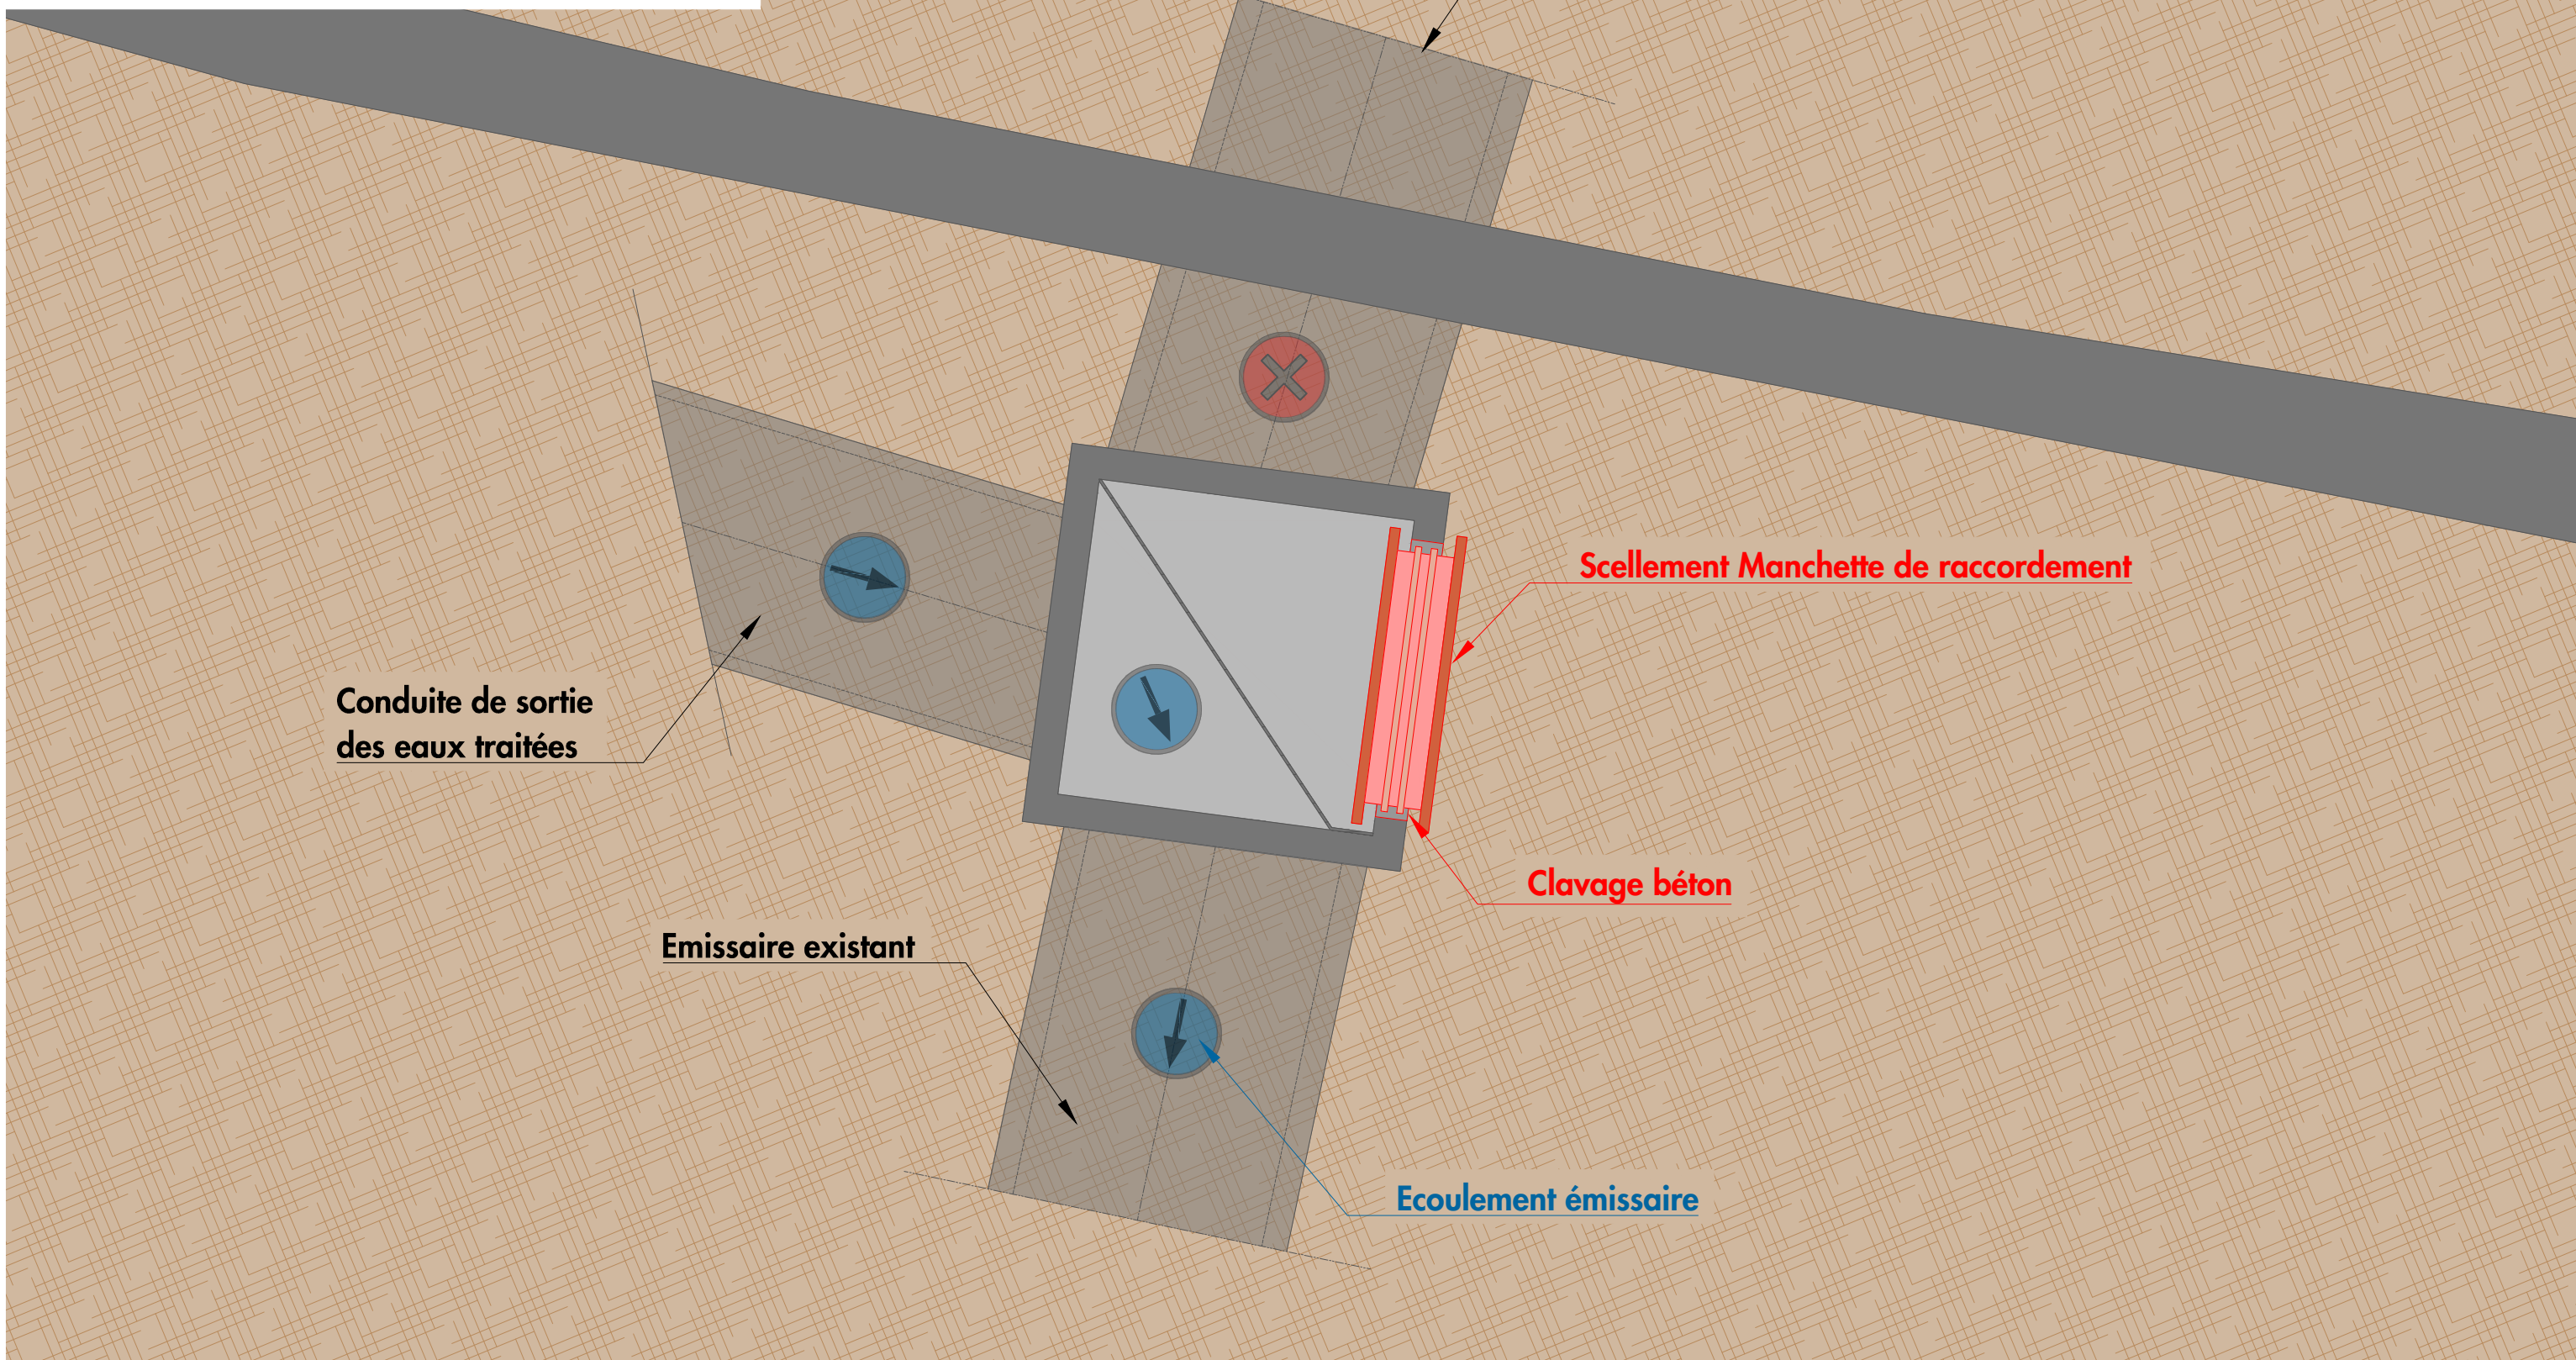 Scellement Manchette de raccordement
Conduite de sortie
des eaux traitées
Clavage béton
Emissaire existant
Ecoulement émissaire